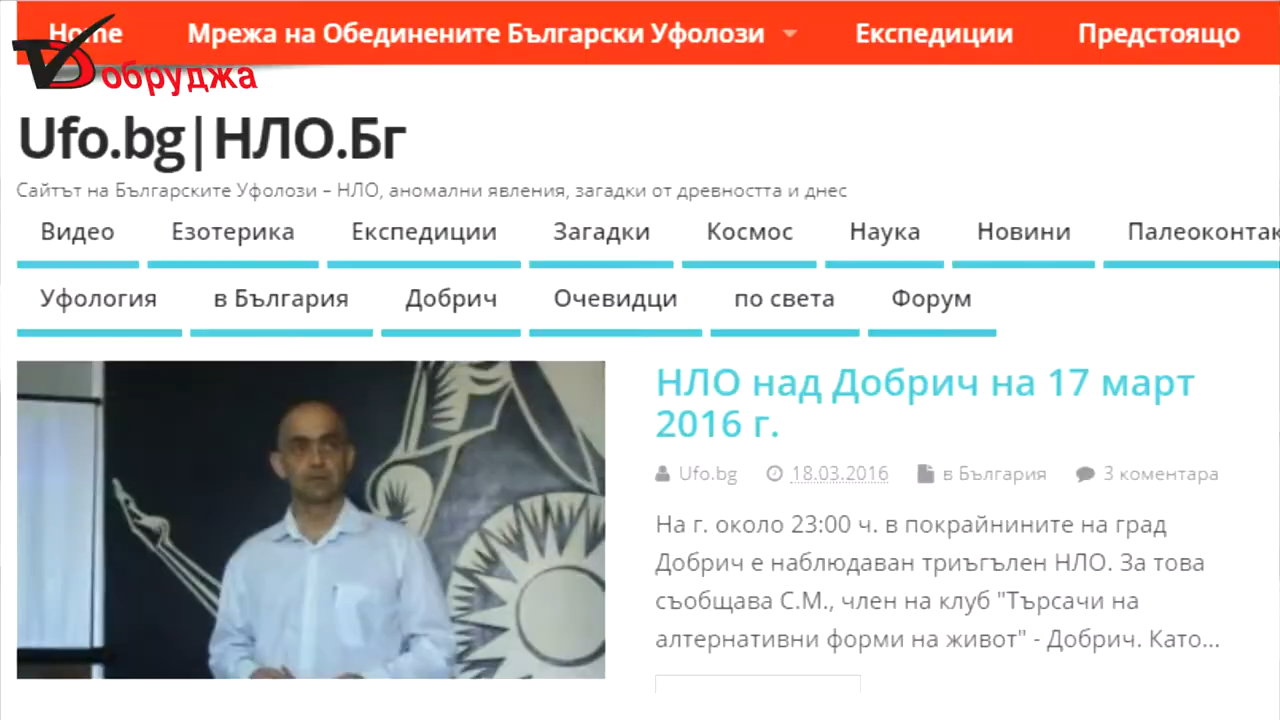 Home Мрежа на Обединените Български Уфолози Експедиции Предстоящо
Добруджа
Ufo.bg|НЛО.Бг
Сайтът на Българските Уфолози – НЛО, аномални явления, загадки от древността и днес
Видео Езотерика Експедиции Загадки Космос Наука Новини Палеоконтак
Уфология в България Добрич Очевидци по света Форум
НЛО над Добрич на 17 март
2016 г.
Ufo.bg 18.03.2016 в България 3 коментара
На г. около 23:00 ч. в покрайнините на град
Добрич е наблюдаван триъгълен НЛО. За това
съобщава С.М., член на клуб "Търсачи на
алтернативни форми на живот" - Добрич. Като...